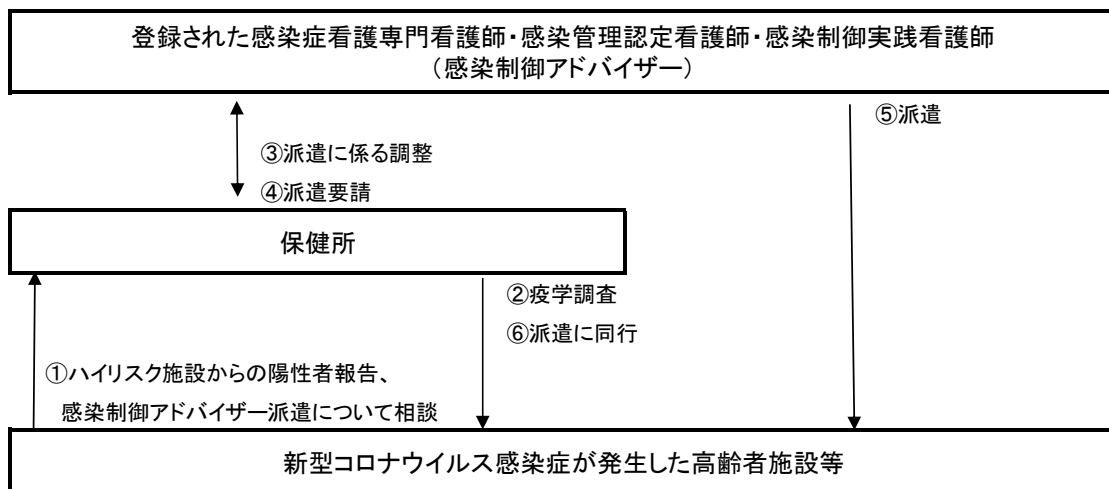 登録された感染症看護専門看護師・感染管理認定看護師・感染制御実践看護師
（感染制御アドバイザー）
⑤派遣
③派遣に係る調整
④派遣要請
保健所
②疫学調査
⑥派遣に同行
①ハイリスク施設からの陽性者報告、
感染制御アドバイザー派遣について相談
新型コロナウイルス感染症が発生した高齢者施設等